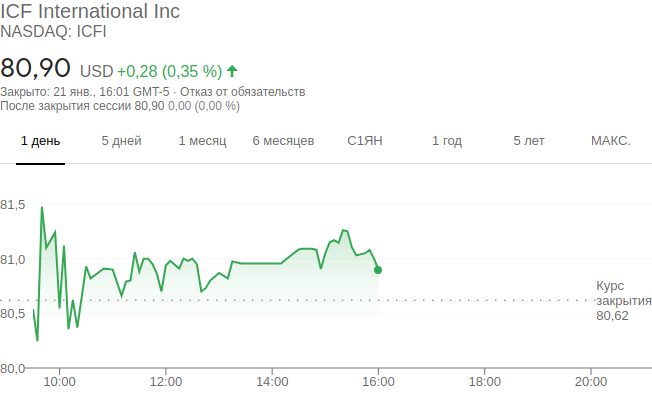 ICF International Inc
NASDAQ: ICFI
80,90 USD +0,28 (0,35 %)
Закрыто: 21 янв., 16:01 GMT-5 · Отказ от обязательств
После закрытия сессии 80,90 0,00 (0,00 %)
1 день 5 дней 1 месяц 6 месяцев С1ЯН 1 год 5 лет МАКС.
81,5
81,0
Курс
закрытия
80,62
80,5
80,0
10:00 12:00 14:00 16:00 18:00 20:00